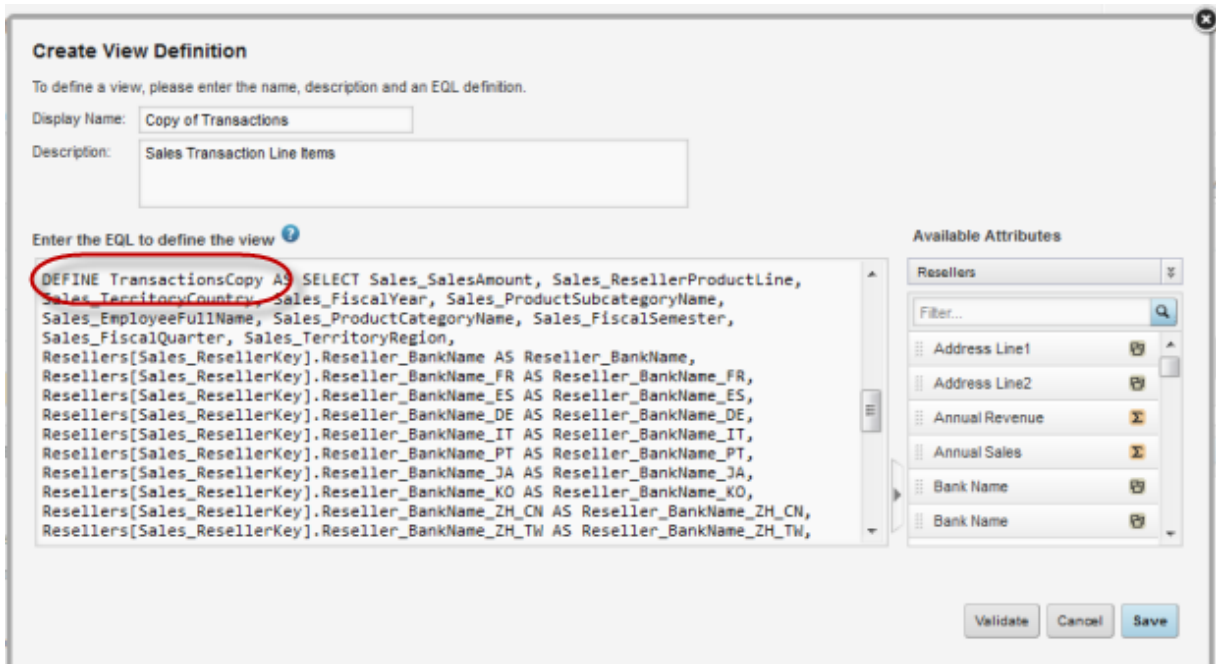 Create View Definition
To define a view, please enter the name, description and an EQL definition.
Display Name: Copy of Transactions
Description: Sales Transaction Line Items
Enter the EQL to define the view ?
DEFINE TransactionsCopy AS SELECT Sales_SalesAmount, Sales_ResellerProductLine,
Sales_TerritoryCountry, Sales_FiscalYear, Sales_ProductSubcategoryName,
Sales_EmployeeFullName, Sales_ProductCategoryName, Sales_FiscalSemester,
Sales_FiscalQuarter, Sales_TerritoryRegion,
Resellers[Sales_ResellerKey].Reseller_BankName AS Reseller_BankName,
Resellers[Sales_ResellerKey].Reseller_BankName_FR AS Reseller_BankName_FR,
Resellers[Sales_ResellerKey].Reseller_BankName_ES AS Reseller_BankName_ES,
Resellers[Sales_ResellerKey].Reseller_BankName_DE AS Reseller_BankName_DE,
Resellers[Sales_ResellerKey].Reseller_BankName_IT AS Reseller_BankName_IT,
Resellers[Sales_ResellerKey].Reseller_BankName_PT AS Reseller_BankName_PT,
Resellers[Sales_ResellerKey].Reseller_BankName_JA AS Reseller_BankName_JA,
Resellers[Sales_ResellerKey].Reseller_BankName_KO AS Reseller_BankName_KO,
Resellers[Sales_ResellerKey].Reseller_BankName_ZH_CN AS Reseller_BankName_ZH_CN,
Resellers[Sales_ResellerKey].Reseller_BankName_ZH_TW AS Reseller_BankName_ZH_TW,
Available Attributes
Resellers
Filter...
Address Line1
Address Line2
Annual Revenue Σ
Annual Sales Σ
Bank Name
Bank Name
Validate Cancel Save